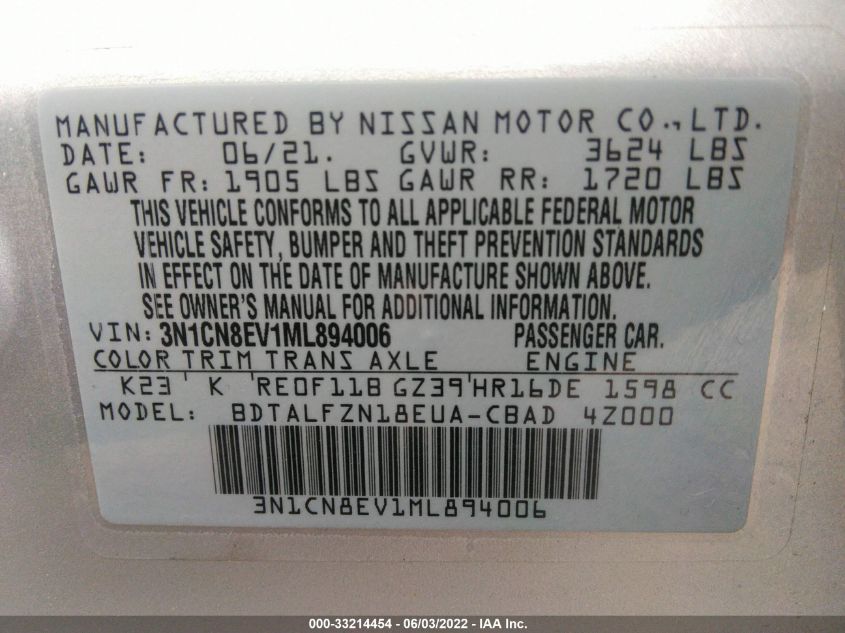 MANUFACTURED BY NISSAN MOTOR CO., LTD.
DATE: 06/21. GVWR: 3624 LBS
GAWR FR: 1905 LBS GAWR RR: 1720 LBS
THIS VEHICLE CONFORMS TO ALL APPLICABLE FEDERAL MOTOR
VEHICLE SAFETY, BUMPER AND THEFT PREVENTION STANDARDS
IN EFFECT ON THE DATE OF MANUFACTURE SHOWN ABOVE.
SEE OWNER'S MANUAL FOR ADDITIONAL INFORMATION.
VIN: 3N1CN8EV1ML894006 PASSENGER CAR.
COLOR TRIM TRANS AXLE ENGINE
K23 K RE0F11B GZ39 HR16DE 1598 CC
MODEL: BDTALFZN18EUA-CBAD 4Z000
3N1CN8EV1ML894006
000-33214454 - 06/03/2022 - IAA Inc.